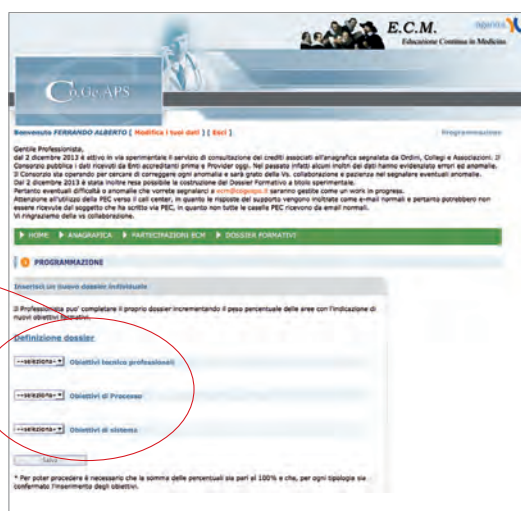 E.C.M.
agenas
Educazione Continua in Medicina
Co.Ge.APS
Benvenuto FERRANDO ALBERTO [ Modifica i tuoi dati ] [ Esci ]
Programmazione
Gentile Professionista,
dal 2 dicembre 2013 è attivo in via sperimentale il servizio di consultazione dei crediti associati all'anagrafica segnalata da Ordini, Collegi e Associazioni. Il
Consorzio pubblica i dati ricevuti da Enti accreditanti prima e Provider oggi. Nel passato infatti alcuni inoltri dei dati hanno evidenziato errori ed anomalie.
Il Consorzio sta operando per cercare di correggere ogni anomalia e sarà grato della Vs. collaborazione e pazienza nel segnalare eventuali anomalie.
Dal 2 dicembre 2013 è stata inoltre resa possibile la costruzione del Dossier Formativo a titolo sperimentale.
Pertanto eventuali difficoltà o anomalie che vorrete segnalarci a ecm@cogeaps.it saranno gestite come un work in progress.
Attenzione all'utilizzo della PEC verso il call center, in quanto le risposte del supporto vengono inoltrate come e-mail normali e pertanto potrebbero non
essere ricevute dal soggetto che ha scritto via PEC, in quanto non tutte le caselle PEC ricevono da email normali.
Vi ringraziamo della vs collaborazione.
HOME ANAGRAFICA PARTECIPAZIONI ECM DOSSIER FORMATIVI
PROGRAMMAZIONE
Inserisci un nuovo dossier individuale
Il Professionista puo' completare il proprio dossier incrementando il peso percentuale delle aree con l'indicazione di
nuovi obiettivi formativi.
Definizione dossier
--seleziona-- Obiettivi tecnico professionali
--seleziona-- Obiettivi di Processo
--seleziona-- Obiettivi di sistema
Salva
* Per poter procedere è necessario che la somma delle percentuali sia pari al 100% e che, per ogni tipologia sia
confermato l'inserimento degli obiettivi.